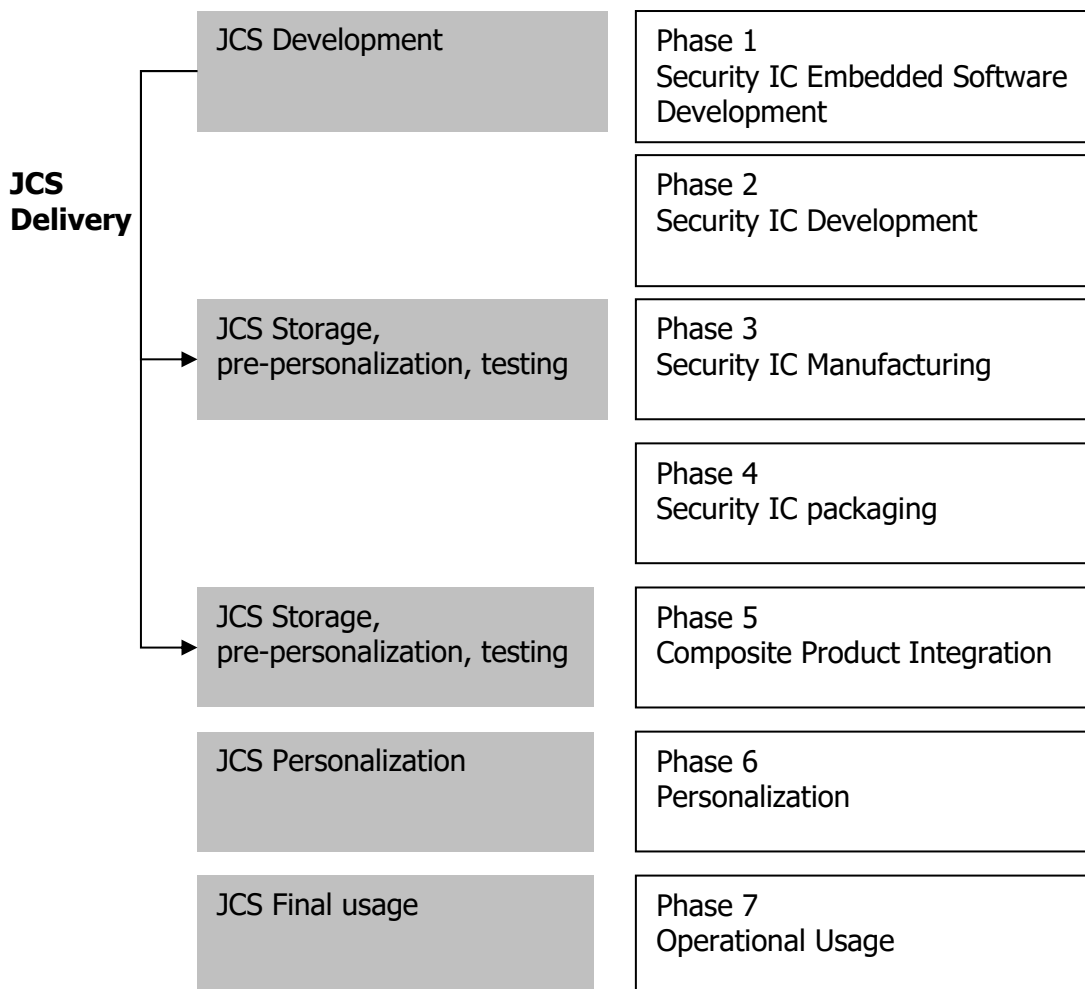 JCS Development
Phase 1
Security IC Embedded Software
Development
JCS
Delivery
Phase 2
Security IC Development
JCS Storage,
pre-personalization, testing
Phase 3
Security IC Manufacturing
Phase 4
Security IC packaging
JCS Storage,
pre-personalization, testing
Phase 5
Composite Product Integration
JCS Personalization
Phase 6
Personalization
JCS Final usage
Phase 7
Operational Usage